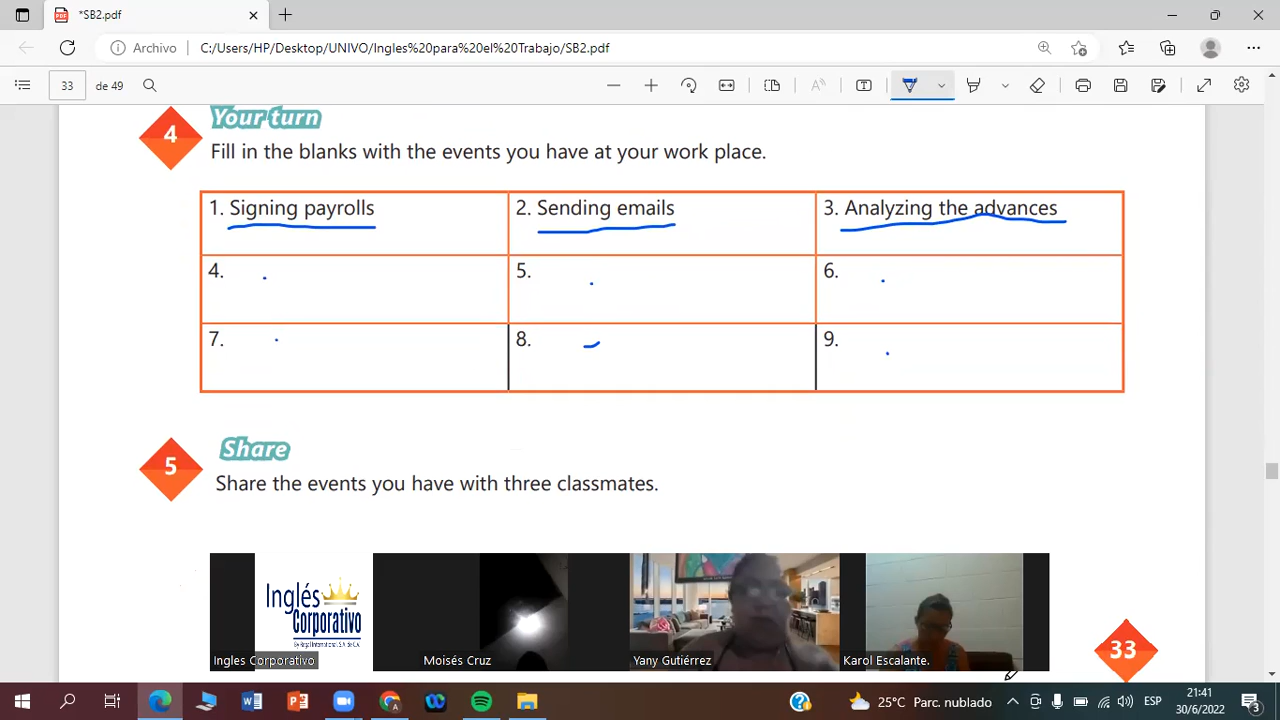 *SB2.pdf
Archivo C:/Users/HP/Desktop/UNIVO/Ingles%20para%20el%20Trabajo/SB2.pdf
33 de 49
4 Your turn
Fill in the blanks with the events you have at your work place.
1. Signing payrolls 2. Sending emails 3. Analyzing the advances
4. 5. 6.
7. 8. 9.
5 Share
Share the events you have with three classmates.
Inglés
Corporativo
Ingles Corporativo Moisés Cruz Yany Gutiérrez Karol Escalante.
33
25°C Parc. nublado ESP 21:41
30/6/2022